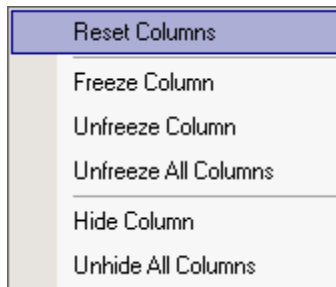 Reset Columns
Freeze Column
Unfreeze Column
Unfreeze All Columns
Hide Column
Unhide All Columns